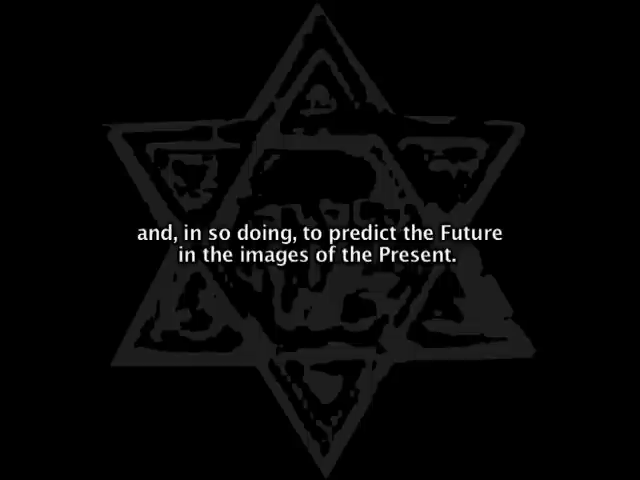 and, in so doing, to predict the Future
in the images of the Present.